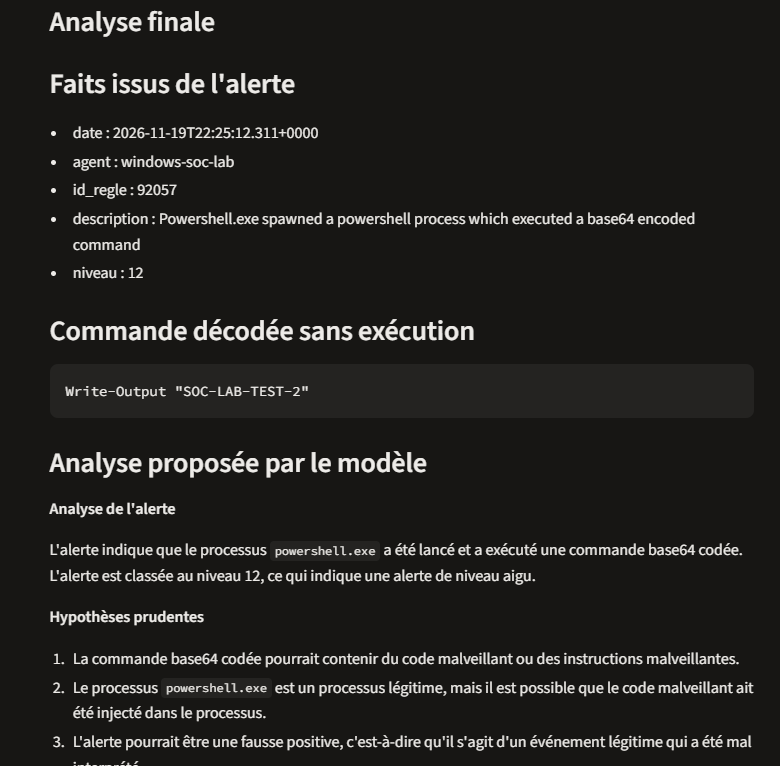 Analyse finale
Faits issus de l'alerte
• date : 2026-11-19T22:25:12.311+0000
• agent : windows-soc-lab
• id_regle : 92057
• description : Powershell.exe spawned a powershell process which executed a base64 encoded
command
• niveau : 12
Commande décodée sans exécution
Write-Output "SOC-LAB-TEST-2"
Analyse proposée par le modèle
Analyse de l'alerte
L'alerte indique que le processus powershell.exe a été lancé et a exécuté une commande base64 codée.
L'alerte est classée au niveau 12, ce qui indique une alerte de niveau aigu.
Hypothèses prudentes
1. La commande base64 codée pourrait contenir du code malveillant ou des instructions malveillantes.
2. Le processus powershell.exe est un processus légitime, mais il est possible que le code malveillant ait
été injecté dans le processus.
3. L'alerte pourrait être une fausse positive, c'est-à-dire qu'il s'agit d'un événement légitime qui a été mal